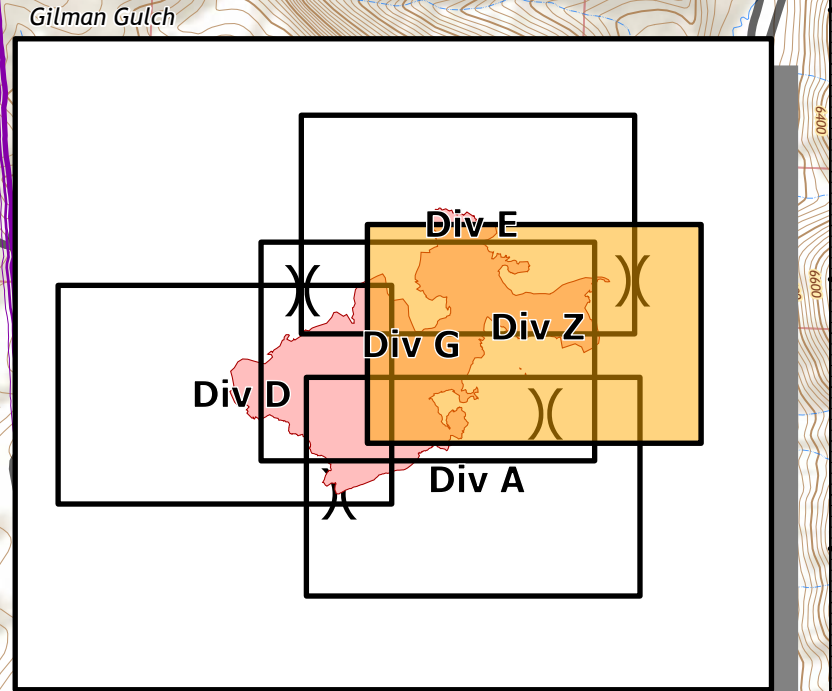 Gilman Gulch
6400
Div E
)( )(
6600
Div Z
Div G
Div D
)(
Div A
)(